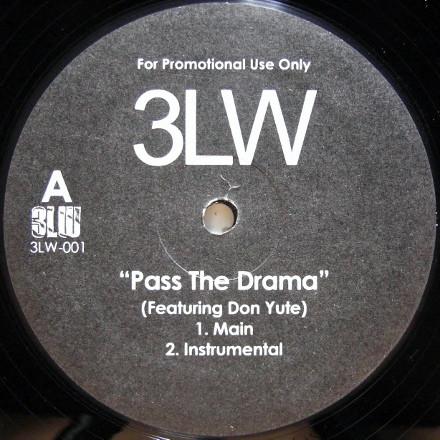 For Promotional Use Only
3LW
A
3LW
3LW-001
“Pass The Drama”
(Featuring Don Yute)
1. Main
2. Instrumental